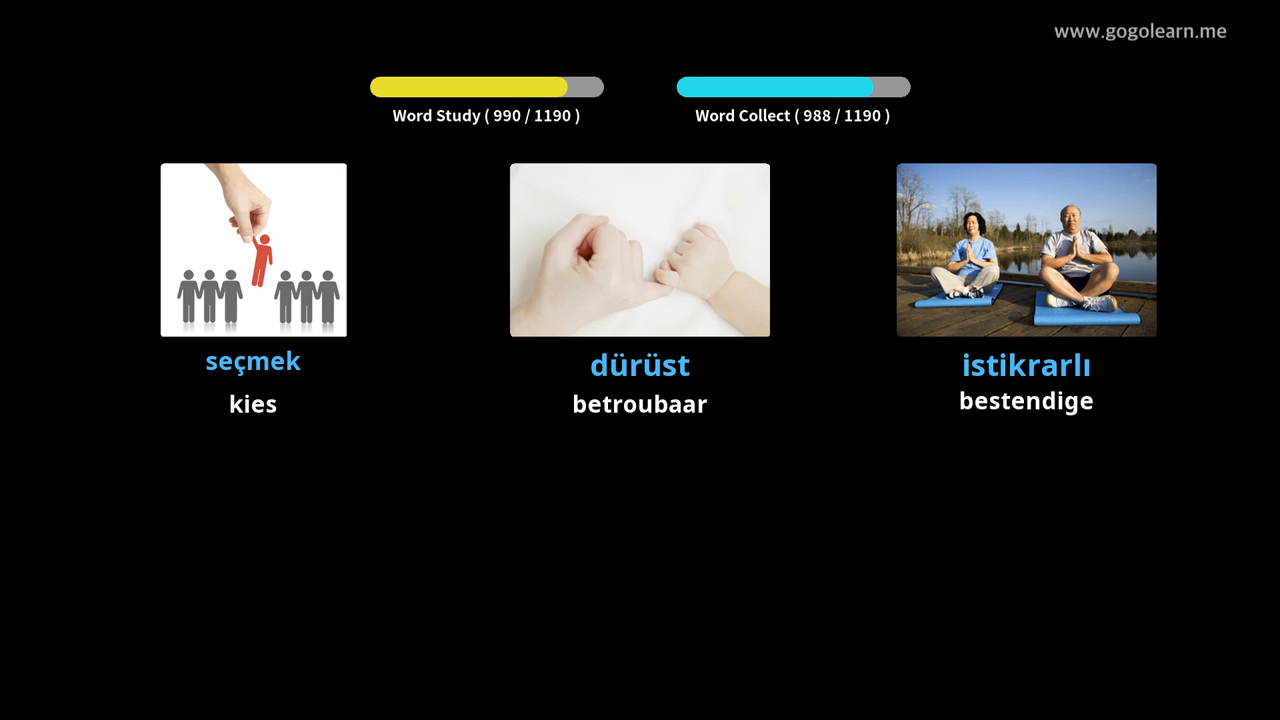 www.gogolearn.me
Word Study ( 990 / 1190 )
Word Collect ( 988 / 1190 )
seçmek
kies
dürüst
betroubaar
istikrarlı
bestendige